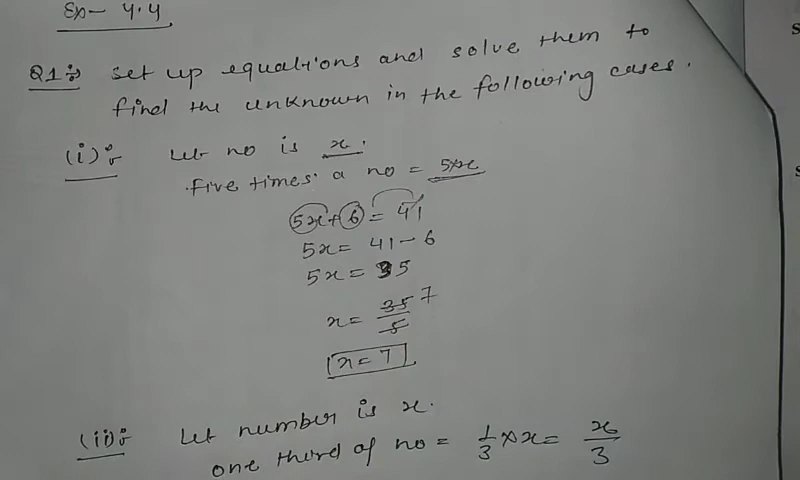 Ex- 4.4
Q1:- Set up equations and solve them to
find the unknown in the following cases.
(i):- Let no is x.
five times a no = 5×x
5x + 6 = 41
5x = 41 - 6
5x = 35
x = 35/5 7
x = 7
(ii):- Let number is x.
one third of no = 1/3 × x = x/3